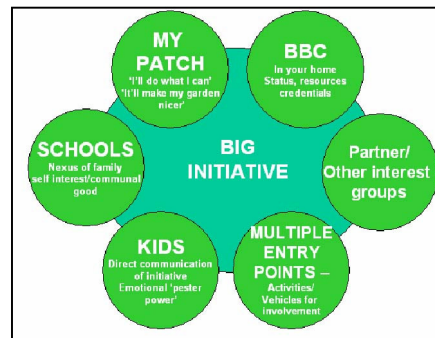 MY
PATCH
'I'll do what I can'
'It'll make my garden
nicer'
BBC
in your home
Status, resources
credentials
SCHOOLS
Nexus of family
self interest/communal
good
BIG
INITIATIVE
Partner/
Other interest
groups
KIDS
Direct communication
of initiative
Emotional 'pester
power'
MULTIPLE
ENTRY
POINTS –
Activities/
Vehicles for
involvement